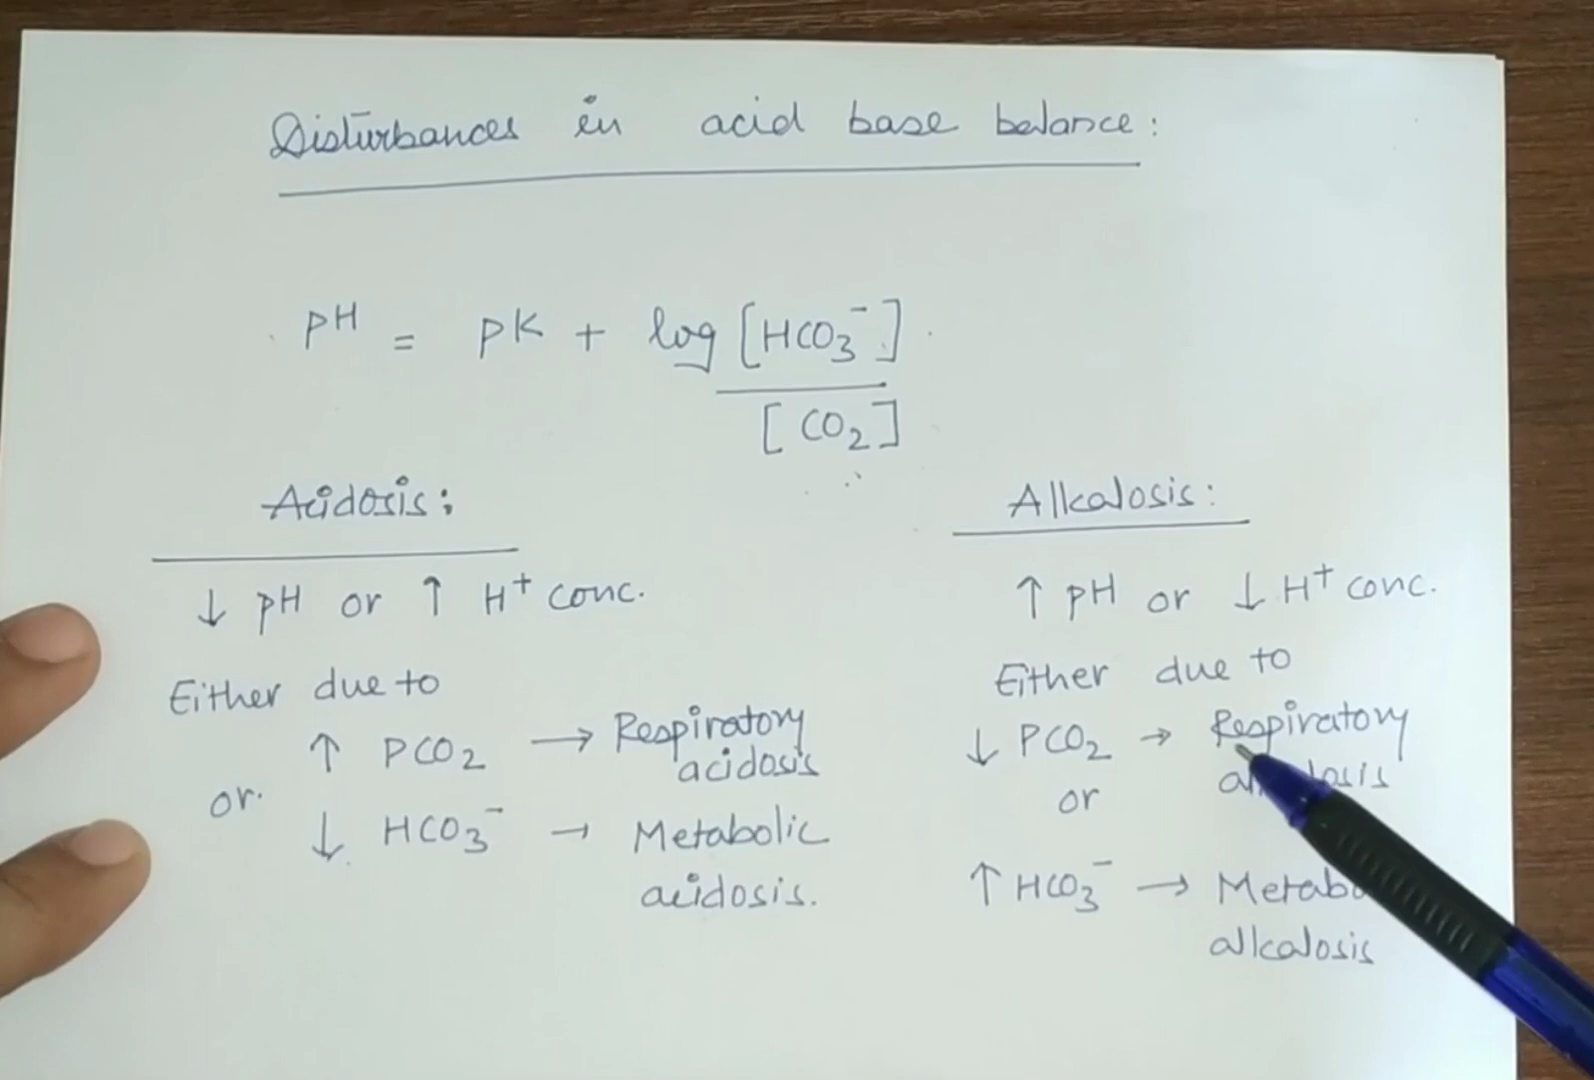 Disturbances in acid base balance:
pH = pK + log [HCO₃⁻]
[CO₂]
Acidosis:
↓ pH or ↑ H⁺ conc.
Either due to
↑ PCO₂ → Respiratory
acidosis
or
↓ HCO₃⁻ → Metabolic
acidosis.
Alkalosis:
↑ pH or ↓ H⁺ conc.
Either due to
↓ PCO₂ → Respiratory
or
↑ HCO₃⁻ →
alkalosis